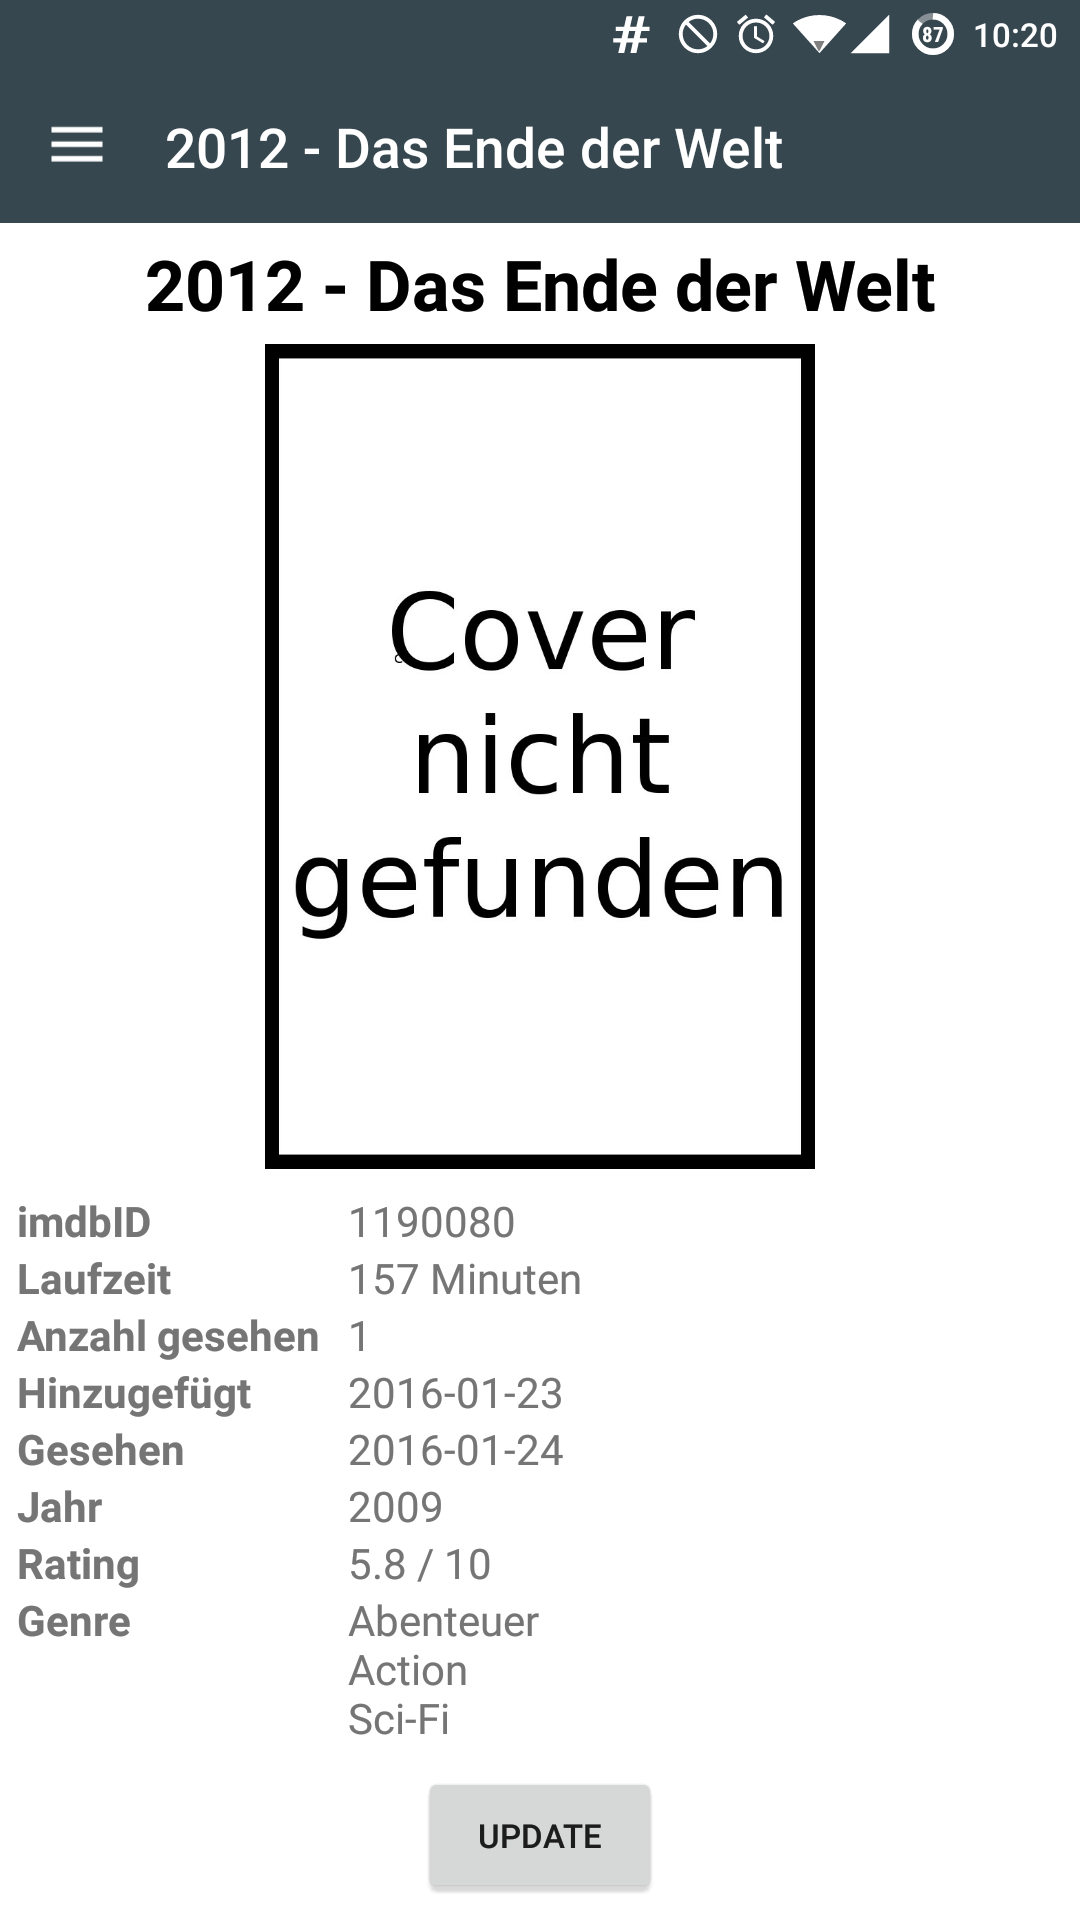 # 87 10:20
2012 - Das Ende der Welt
2012 - Das Ende der Welt
Cover
nicht
gefunden
imdbID 1190080
Laufzeit 157 Minuten
Anzahl gesehen 1
Hinzugefügt 2016-01-23
Gesehen 2016-01-24
Jahr 2009
Rating 5.8 / 10
Genre Abenteuer
Action
Sci-Fi
UPDATE